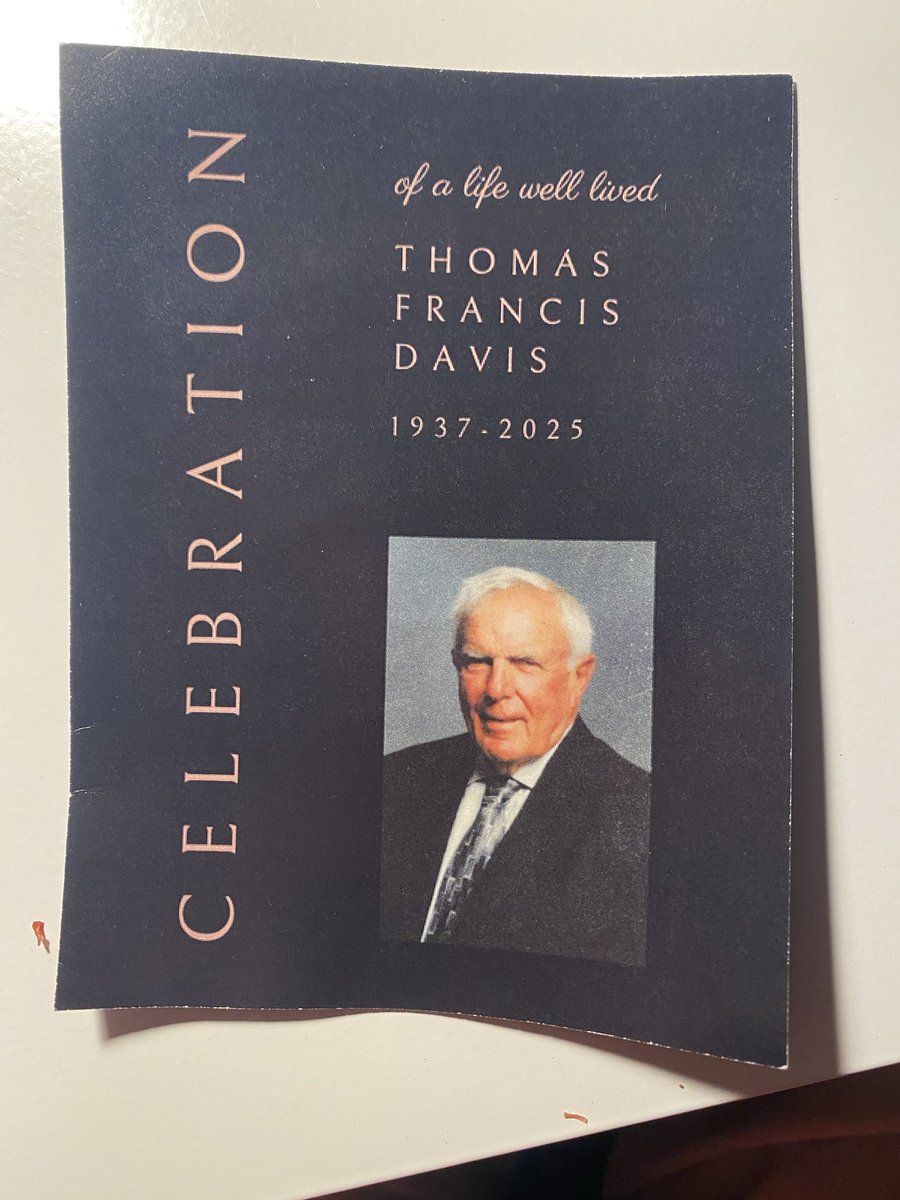 CELEBRATION
of a life well lived
THOMAS
FRANCIS
DAVIS
1937-2025